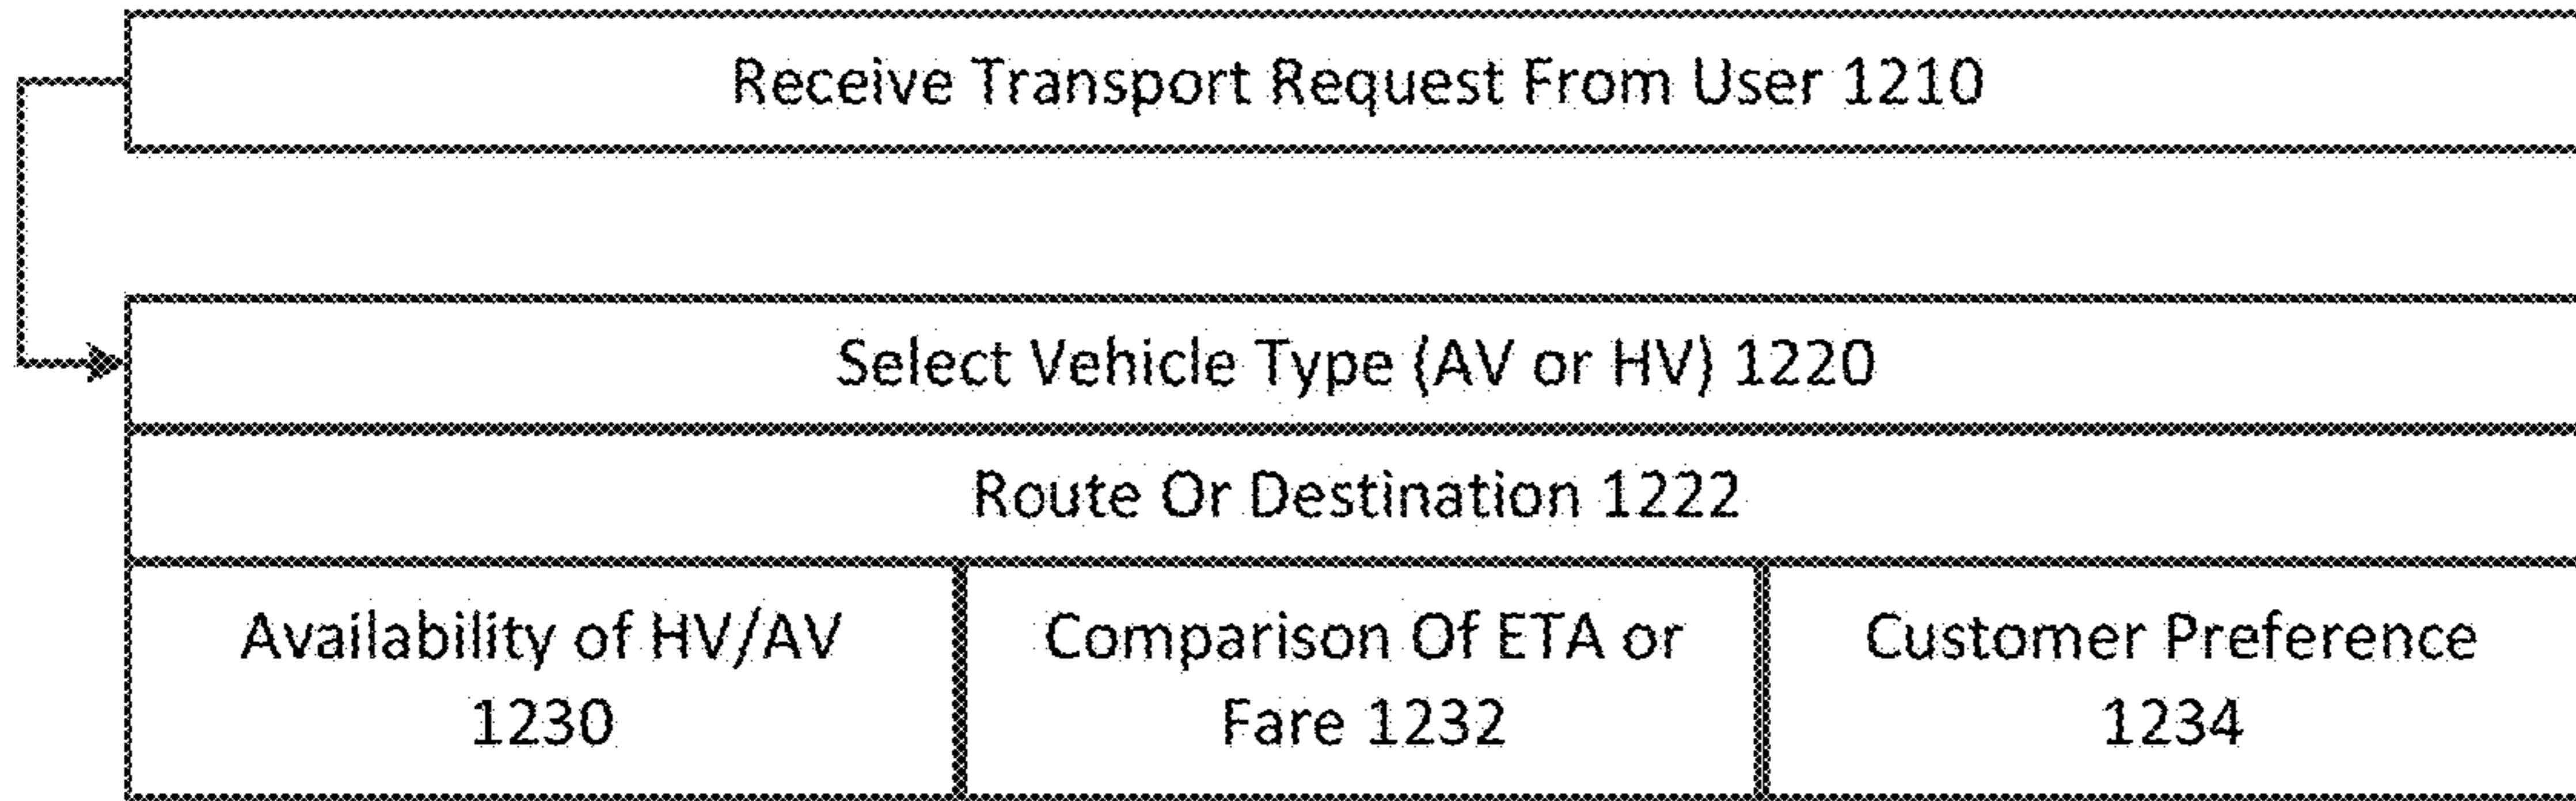 Receive Transport Request From User 1210
Select Vehicle Type (AV or HV) 1220
Route Or Destination 1222
Availability of HV/AV
1230
Comparison Of ETA or
Fare 1232
Customer Preference
1234